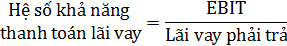 Hệ số khả năng
thanh toán lãi vay = EBIT / Lãi vay phải trả